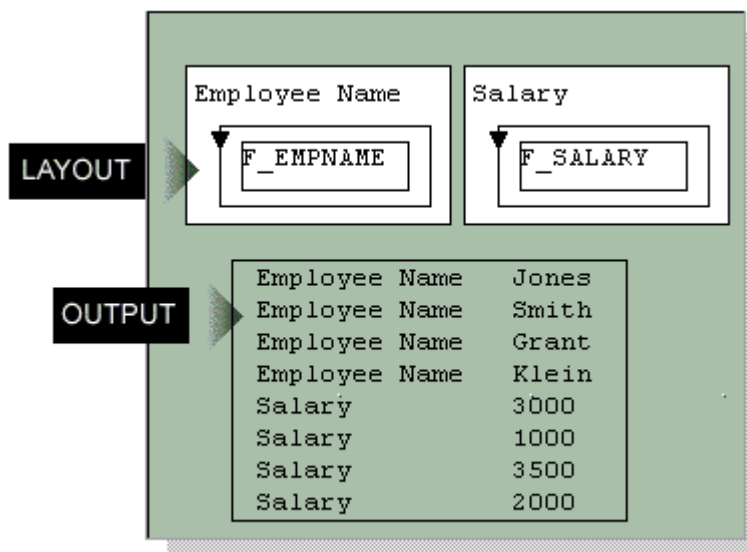 Employee Name Salary
LAYOUT F_EMPNAME F_SALARY
Employee Name Jones
OUTPUT Employee Name Smith
Employee Name Grant
Employee Name Klein
Salary 3000
Salary 1000
Salary 3500
Salary 2000